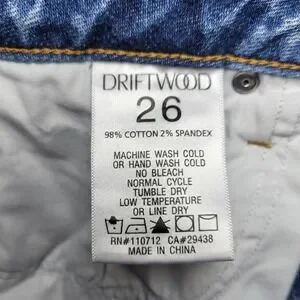 DRIFTWOOD
26
98% COTTON 2% SPANDEX
MACHINE WASH COLD
OR HAND WASH COLD
NO BLEACH
NORMAL CYCLE
TUMBLE DRY
LOW TEMPERATURE
OR LINE DRY
RN#110712 CA#29438
MADE IN CHINA